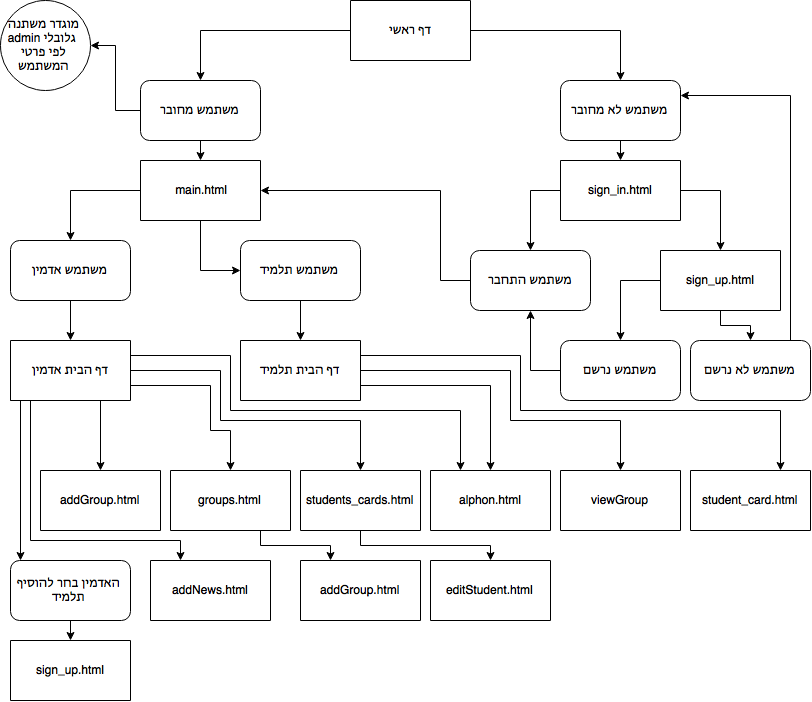 מוגדר משתנה
גלובלי admin
לפי פרטי
המשתמש
דף ראשי
משתמש מחובר
משתמש לא מחובר
main.html
sign_in.html
משתמש אדמין
משתמש תלמיד
משתמש התחבר
sign_up.html
דף הבית אדמין
דף הבית תלמיד
משתמש נרשם
משתמש לא נרשם
addGroup.html
groups.html
students_cards.html
alphon.html
viewGroup
student_card.html
האדמין בחר להוסיף
תלמיד
addNews.html
addGroup.html
editStudent.html
sign_up.html